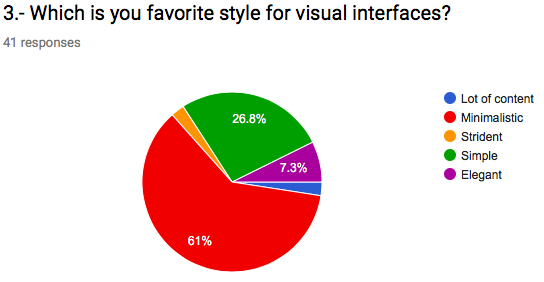 3.- Which is you favorite style for visual interfaces?
41 responses
26.8%
7.3%
61%
Lot of content
Minimalistic
Strident
Simple
Elegant